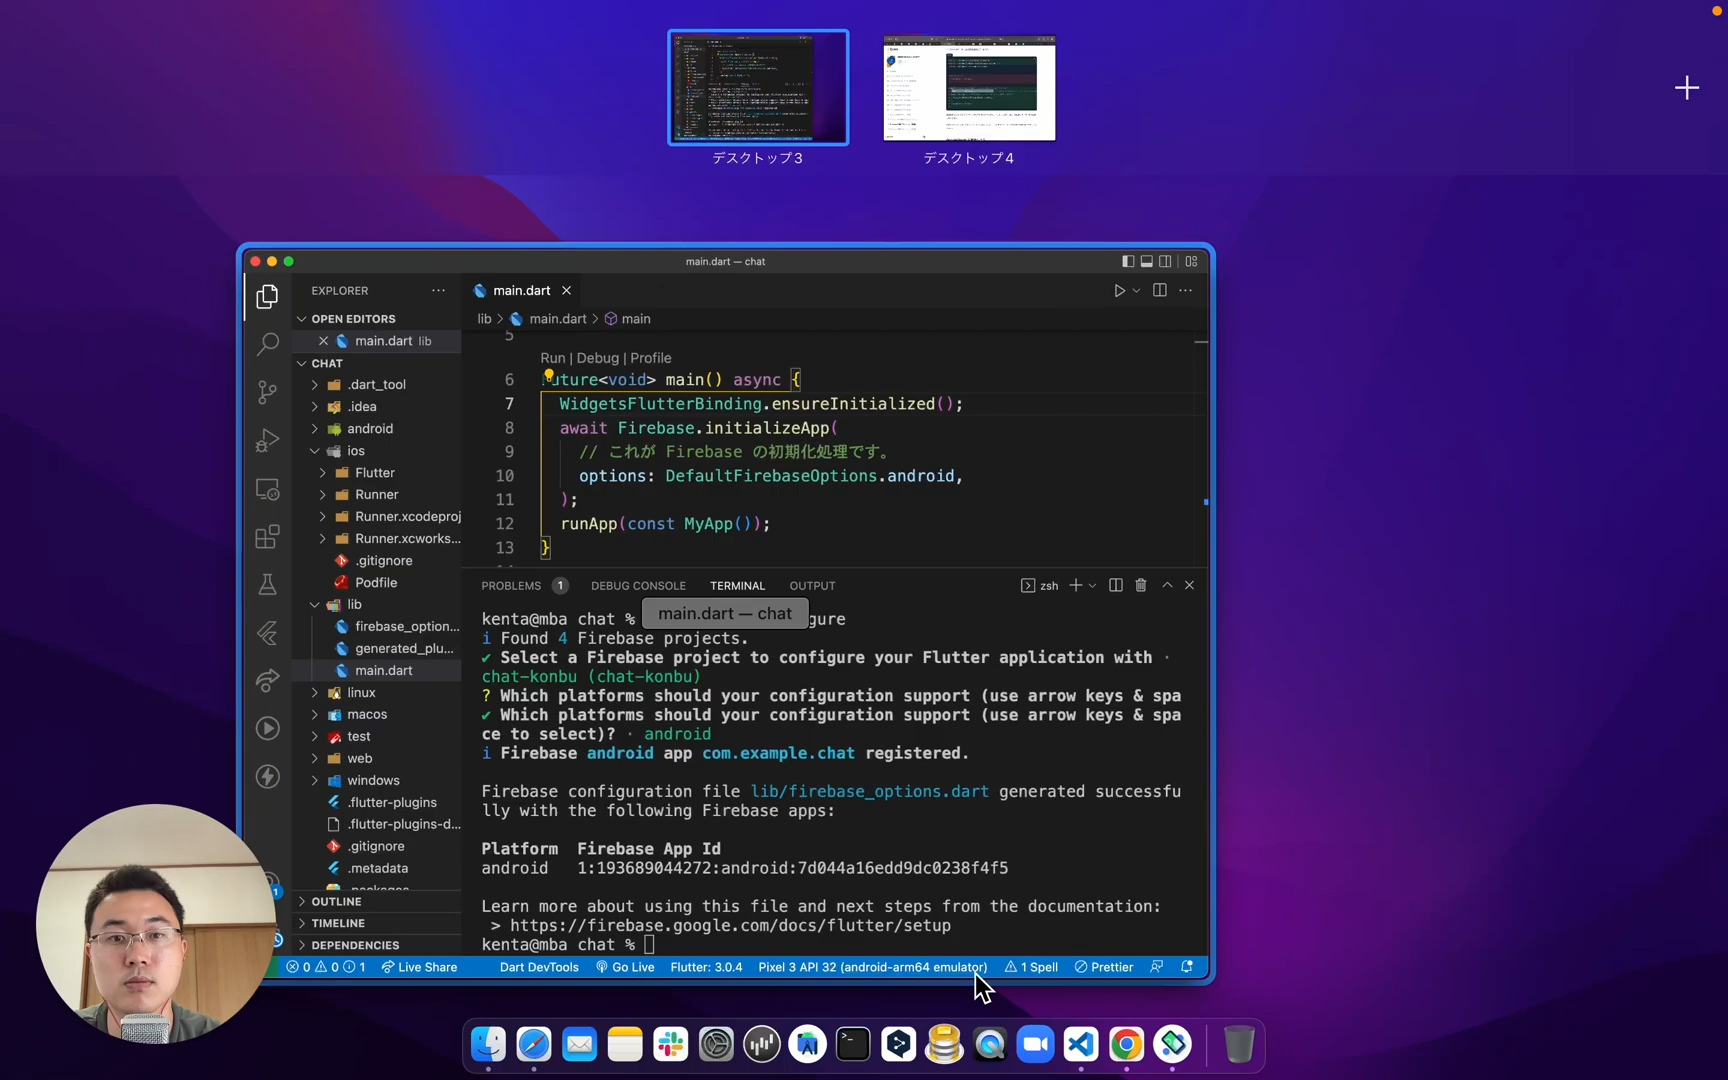 デスクトップ3
デスクトップ4
main.dart — chat
EXPLORER
OPEN EDITORS
main.dart lib
CHAT
.dart_tool
.idea
android
ios
Flutter
Runner
Runner.xcodeproj
Runner.xcworks...
.gitignore
Podfile
lib
firebase_option...
generated_plu...
main.dart
linux
macos
test
web
windows
.flutter-plugins
.flutter-plugins-d...
.gitignore
.metadata
OUTLINE
TIMELINE
DEPENDENCIES
main.dart
lib > main.dart > main
5
Run | Debug | Profile
6 uture<void> main() async {
7 WidgetsFlutterBinding.ensureInitialized();
8 await Firebase.initializeApp(
9 // これが Firebase の初期化処理です。
10 options: DefaultFirebaseOptions.android,
11 );
12 runApp(const MyApp());
13 }
PROBLEMS 1 DEBUG CONSOLE TERMINAL OUTPUT zsh
main.dart — chat
kenta@mba chat % gure
i Found 4 Firebase projects.
✔ Select a Firebase project to configure your Flutter application with ·
chat-konbu (chat-konbu)
? Which platforms should your configuration support (use arrow keys & spa
✔ Which platforms should your configuration support (use arrow keys & spa
ce to select)? · android
i Firebase android app com.example.chat registered.
Firebase configuration file lib/firebase_options.dart generated successfu
lly with the following Firebase apps:
Platform Firebase App Id
android 1:193689044272:android:7d044a16edd9dc0238f4f5
Learn more about using this file and next steps from the documentation:
> https://firebase.google.com/docs/flutter/setup
kenta@mba chat %
0 0 1 Live Share Dart DevTools Go Live Flutter: 3.0.4 Pixel 3 API 32 (android-arm64 emulator) 1 Spell Prettier